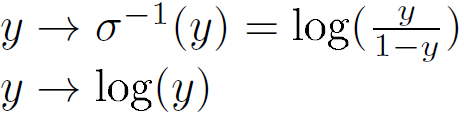 y → σ⁻¹(y) = log(y/(1−y))
y → log(y)